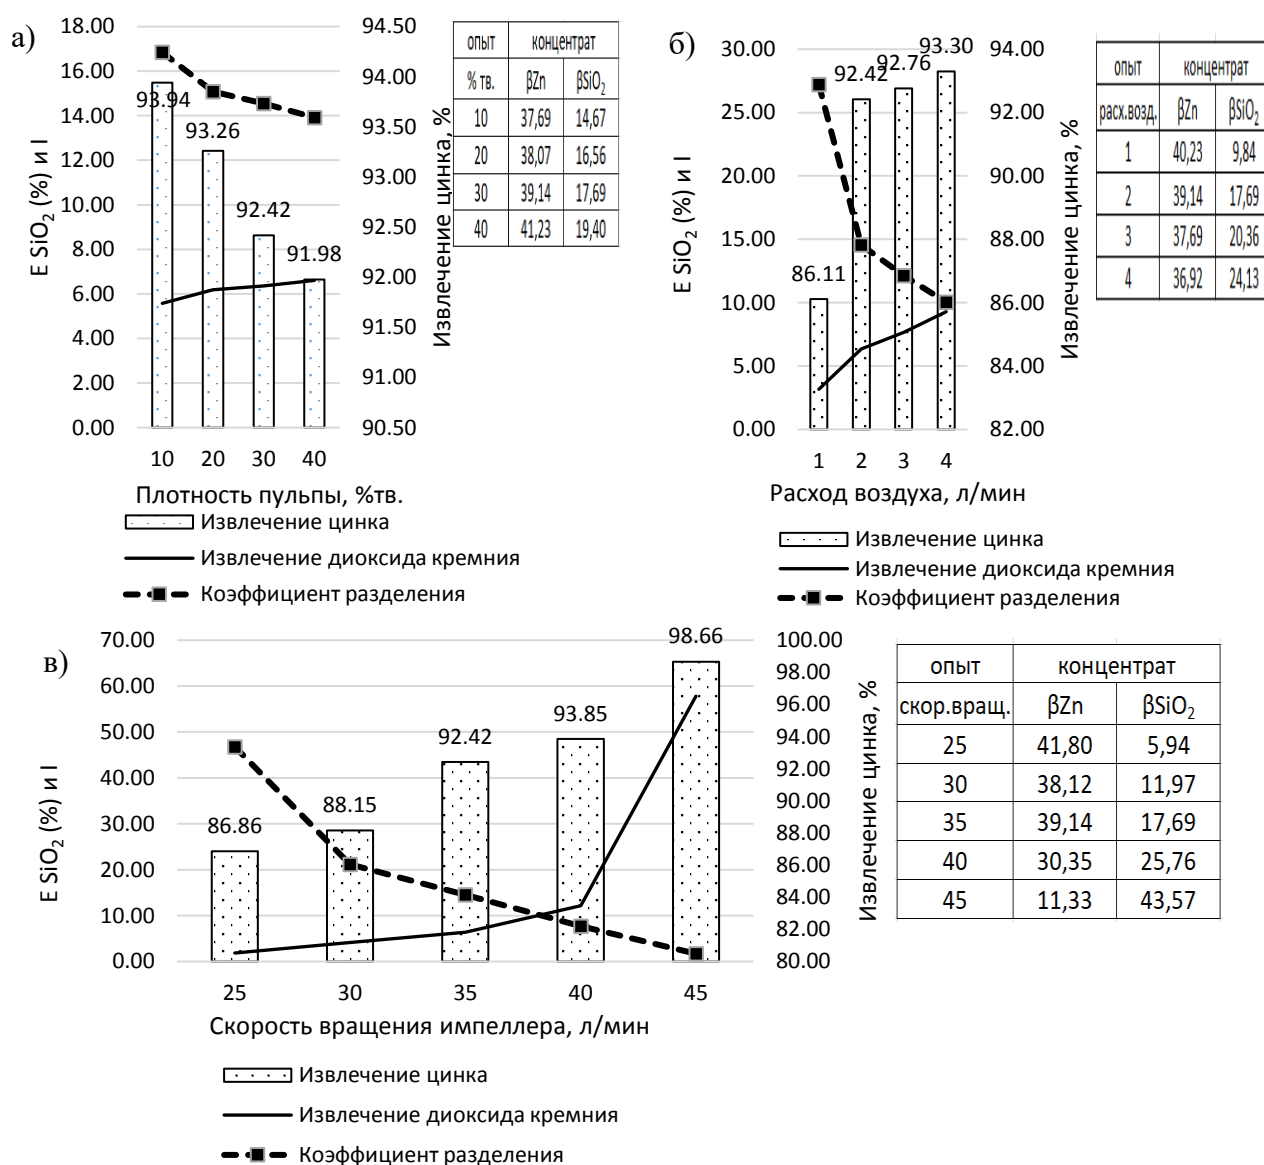 а)
18.00
16.00
14.00
12.00
10.00
8.00
6.00
4.00
2.00
0.00
E SiO₂ (%) и I
93.94
93.26
92.42
91.98
94.50
94.00
93.50
93.00
92.50
92.00
91.50
91.00
90.50
Извлечение цинка, %
10 20 30 40
Плотность пульпы, %тв.
Извлечение цинка
Извлечение диоксида кремния
Коэффициент разделения
опыт концентрат
% тв. βZn βSiO₂
10 37,69 14,67
20 38,07 16,56
30 39,14 17,69
40 41,23 19,40
б)
30.00
25.00
20.00
15.00
10.00
5.00
0.00
E SiO₂ (%) и I
86.11
92.42
92.76
93.30
94.00
92.00
90.00
88.00
86.00
84.00
82.00
Извлечение цинка, %
1 2 3 4
Расход воздуха, л/мин
Извлечение цинка
Извлечение диоксида кремния
Коэффициент разделения
опыт концентрат
расх.возд. βZn βSiO₂
1 40,23 9,84
2 39,14 17,69
3 37,69 20,36
4 36,92 24,13
в)
70.00
60.00
50.00
40.00
30.00
20.00
10.00
0.00
E SiO₂ (%) и I
86.86
88.15
92.42
93.85
98.66
100.00
98.00
96.00
94.00
92.00
90.00
88.00
86.00
84.00
82.00
80.00
Извлечение цинка, %
25 30 35 40 45
Скорость вращения импеллера, л/мин
Извлечение цинка
Извлечение диоксида кремния
Коэффициент разделения
опыт концентрат
скор.вращ. βZn βSiO₂
25 41,80 5,94
30 38,12 11,97
35 39,14 17,69
40 30,35 25,76
45 11,33 43,57